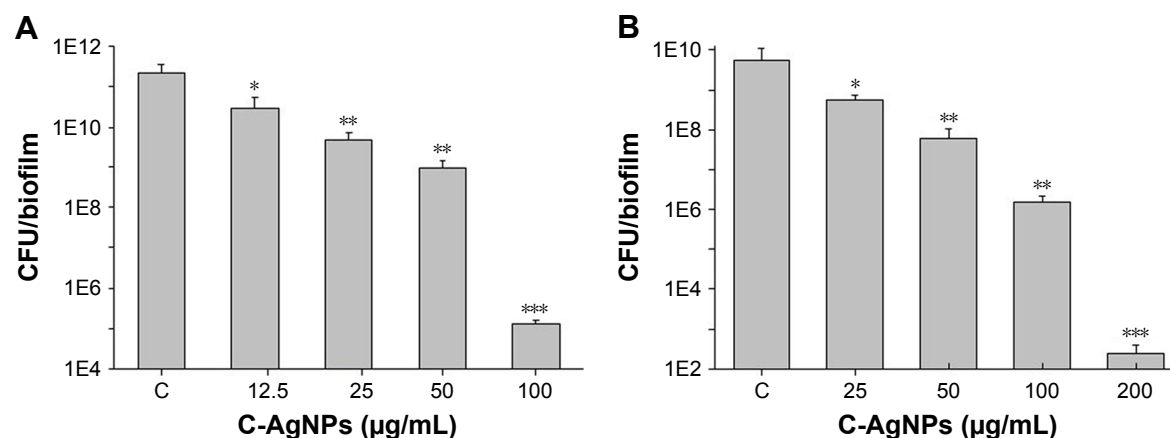 A
CFU/biofilm
1E12
1E10
1E8
1E6
1E4
*
**
**
***
C 12.5 25 50 100
C-AgNPs (µg/mL)
B
CFU/biofilm
1E10
1E8
1E6
1E4
1E2
*
**
**
***
C 25 50 100 200
C-AgNPs (µg/mL)